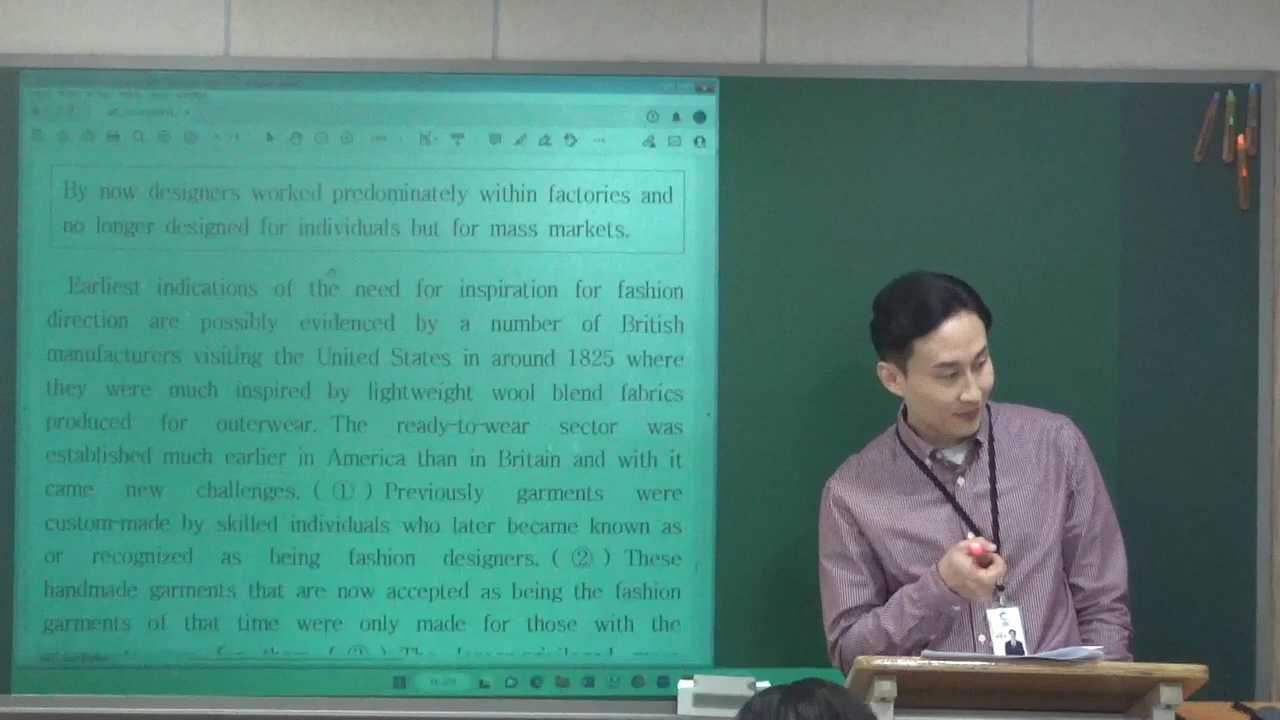 By now designers worked predominately within factories and
no longer designed for individuals but for mass markets.
Earliest indications of the need for inspiration for fashion
direction are possibly evidenced by a number of British
manufacturers visiting the United States in around 1825 where
they were much inspired by lightweight wool blend fabrics
produced for outerwear. The ready-to-wear sector was
established much earlier in America than in Britain and with it
came new challenges. ( ① ) Previously garments were
custom-made by skilled individuals who later became known as
or recognized as being fashion designers. ( ② ) These
handmade garments that are now accepted as being the fashion
garments of that time were only made for those with the